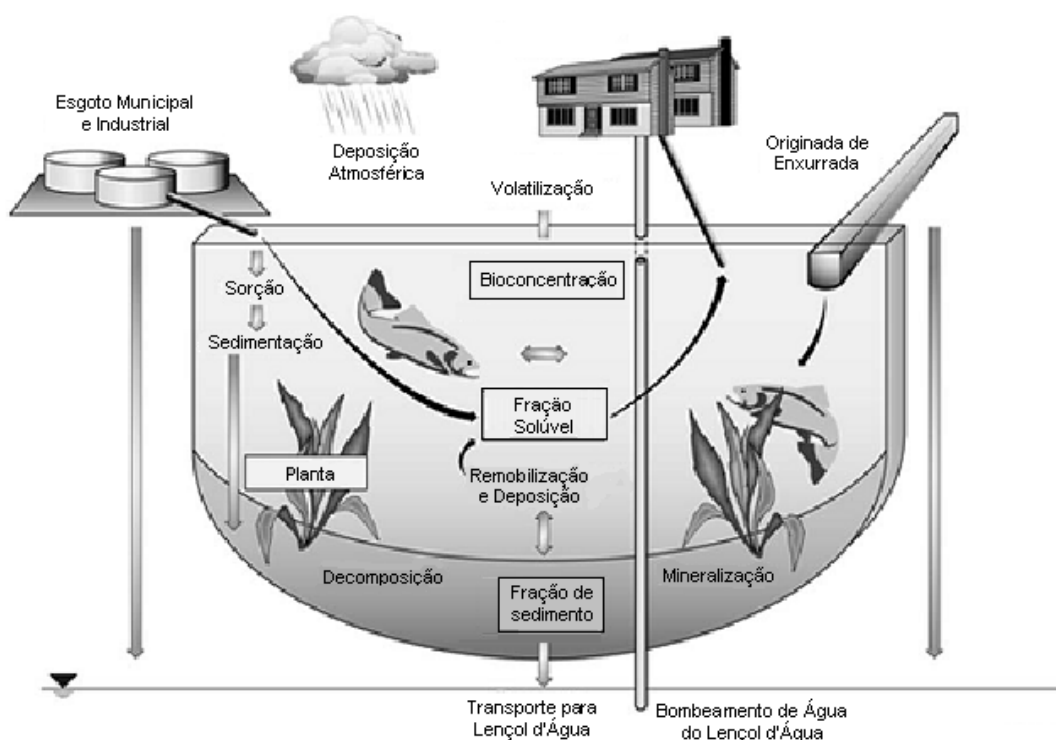 Esgoto Municipal
e Industrial
Deposição
Atmosférica
Volatilização
Originada de
Enxurrada
Bioconcentração
Sorção
Sedimentação
Fração
Solúvel
Planta
Remobilização
e Deposição
Decomposição
Mineralização
Fração de
sedimento
Transporte para
Lençol d'Água
Bombeamento de Água
do Lençol d'Água